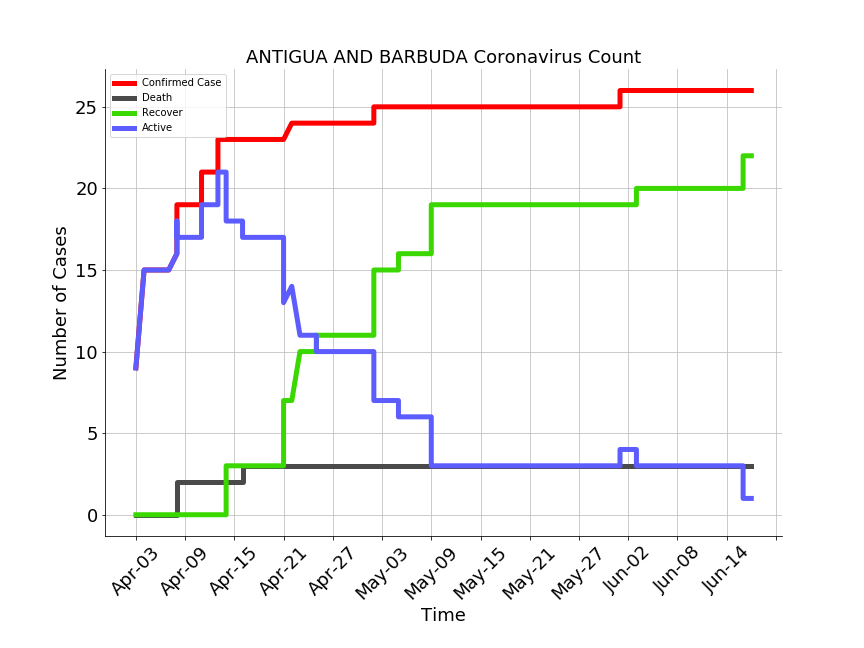 ANTIGUA AND BARBUDA Coronavirus Count
Confirmed Case
Death
Recover
Active
Number of Cases
25
20
15
10
5
0
Apr-03
Apr-09
Apr-15
Apr-21
Apr-27
May-03
May-09
May-15
May-21
May-27
Jun-02
Jun-08
Jun-14
Time